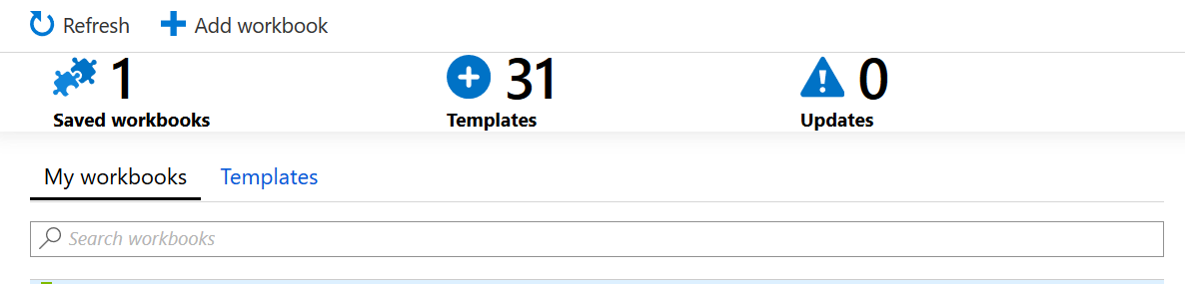 Refresh Add workbook
1 31 0
Saved workbooks Templates Updates
My workbooks Templates
Search workbooks